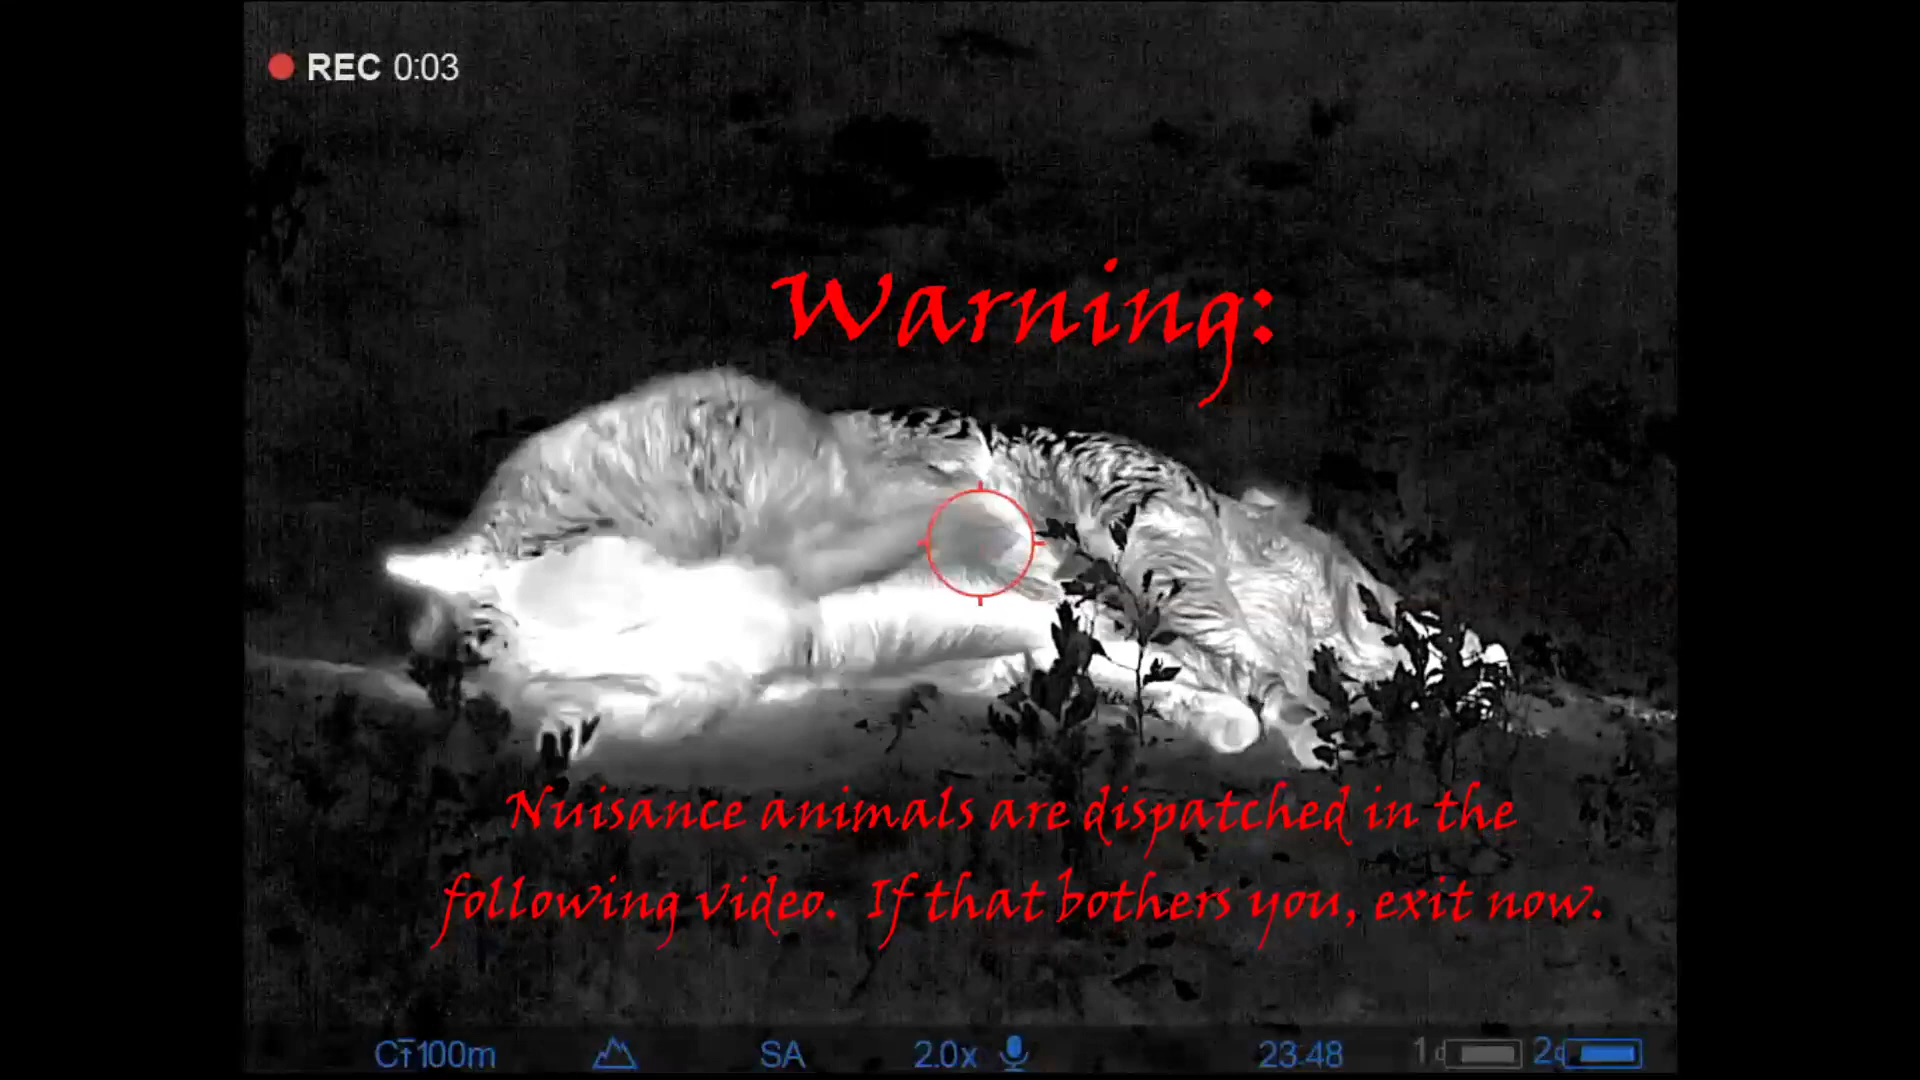 REC 0:03
Warning:
Nuisance animals are dispatched in the
following video. If that bothers you, exit now.
C 100m SA 2.0x 23:48 1 2